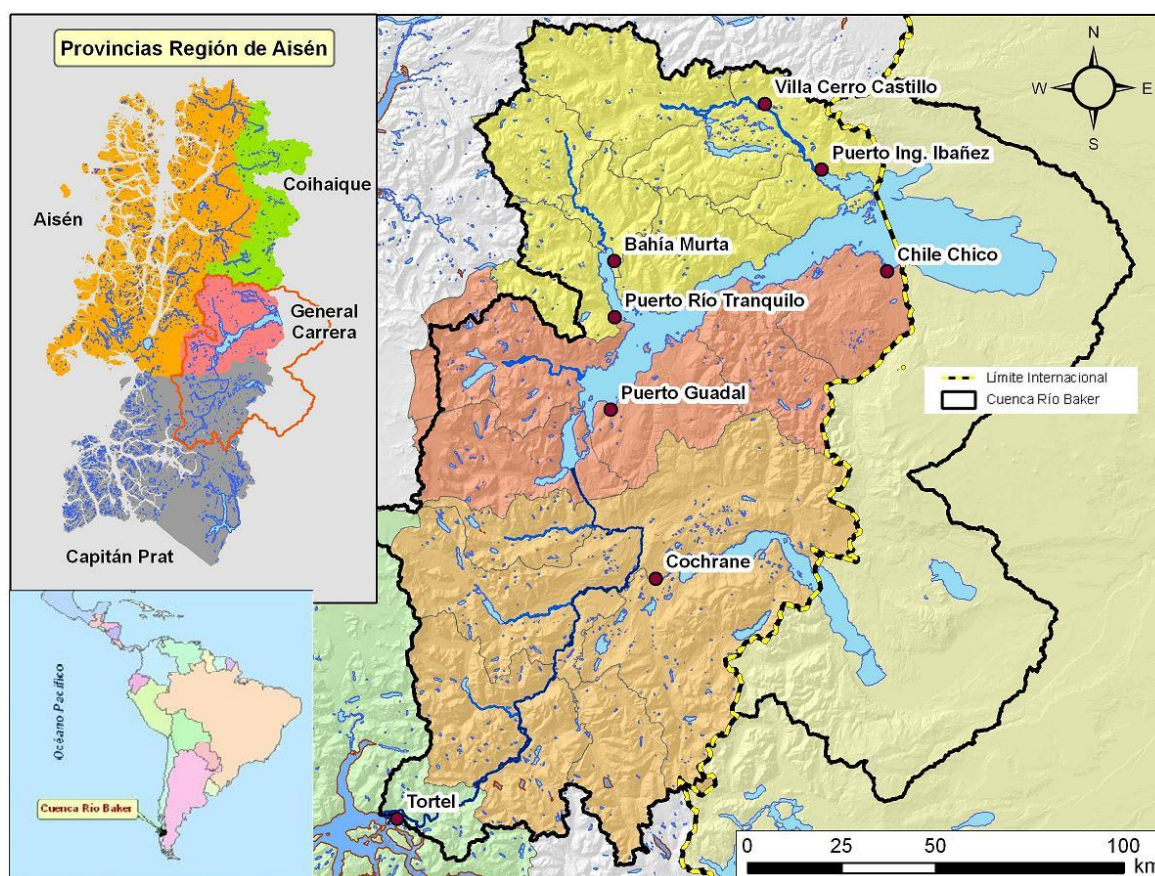 Provincias Región de Aisén
Coihaique
Aisén
General
Carrera
Capitán Prat
Océano Pacífico
Cuenca Río Baker
N
W
E
S
Villa Cerro Castillo
Puerto Ing. Ibañez
Bahía Murta
Chile Chico
Puerto Río Tranquilo
Puerto Guadal
Límite Internacional
Cuenca Río Baker
Cochrane
Tortel
0 25 50 100
km